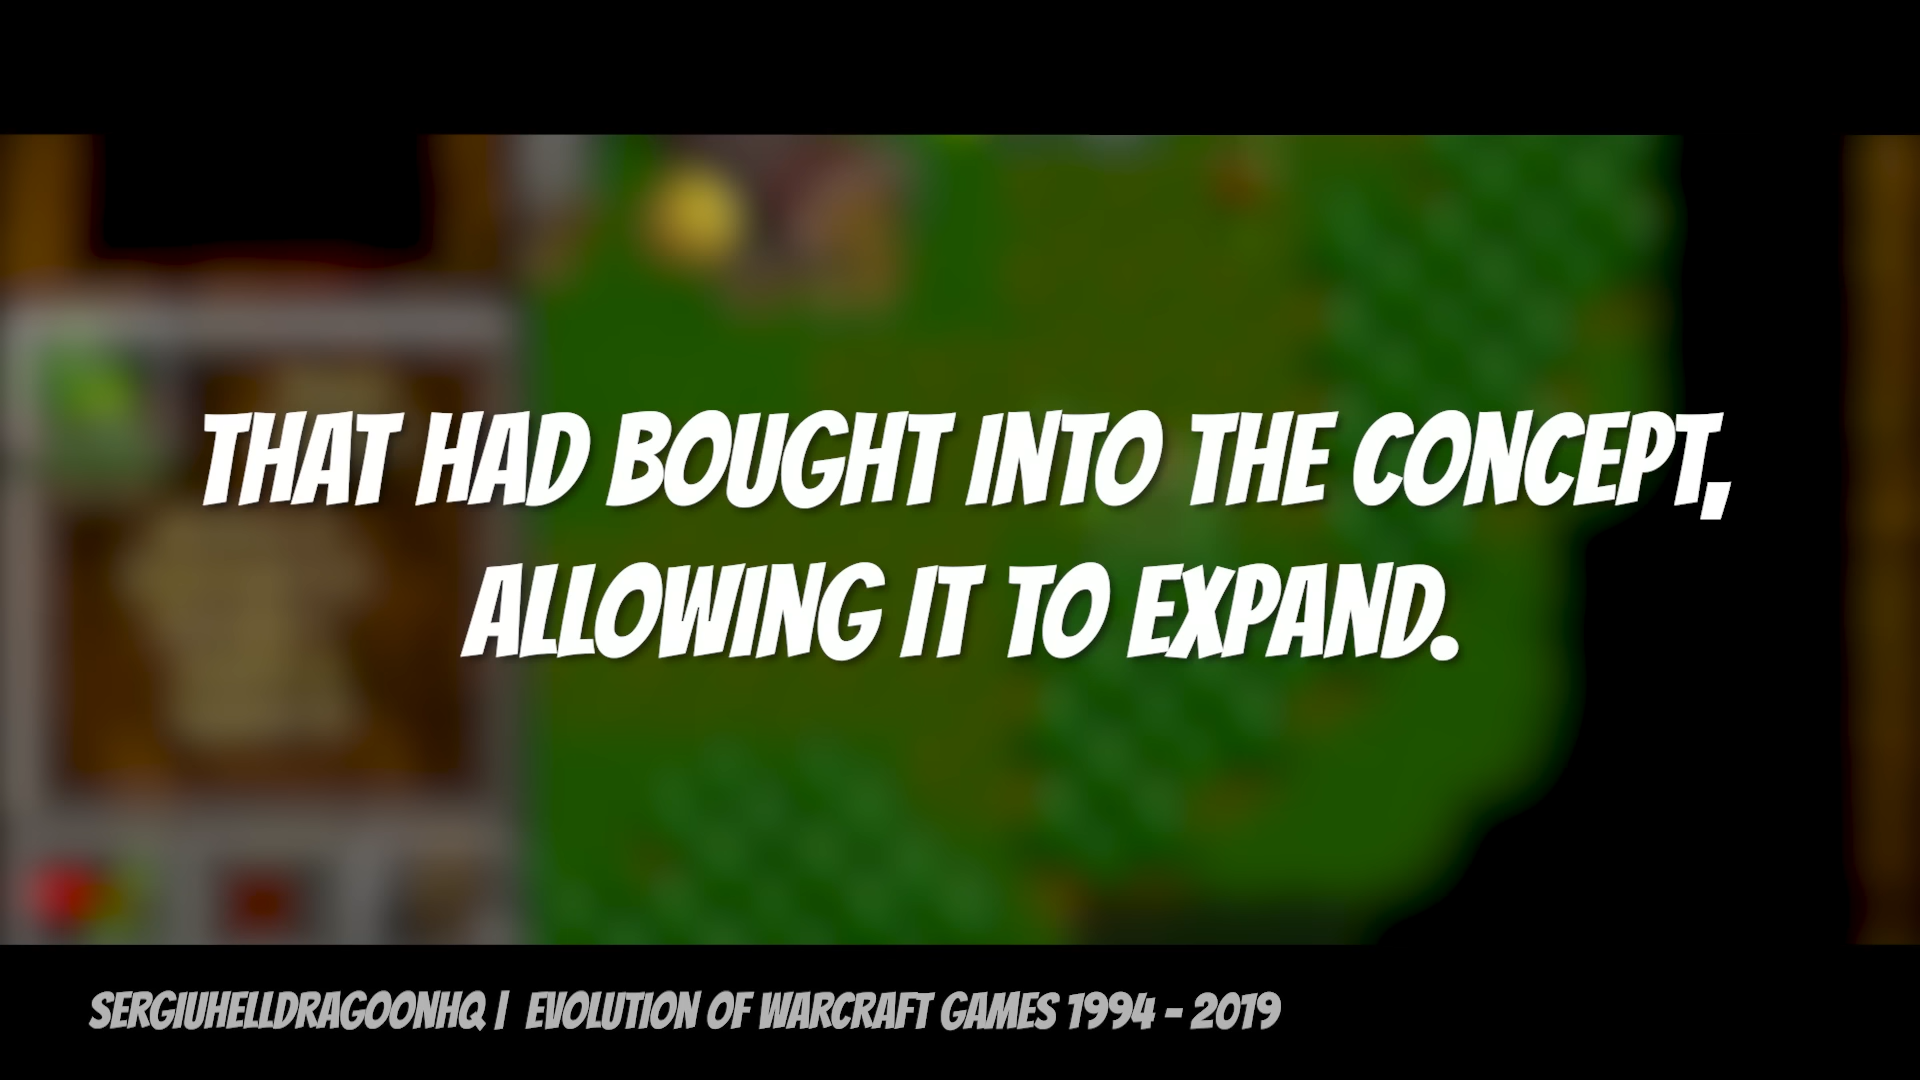 THAT HAD BOUGHT INTO THE CONCEPT,
ALLOWING IT TO EXPAND.
SERGIUHELLDRAGOONHQ | EVOLUTION OF WARCRAFT GAMES 1994 - 2019